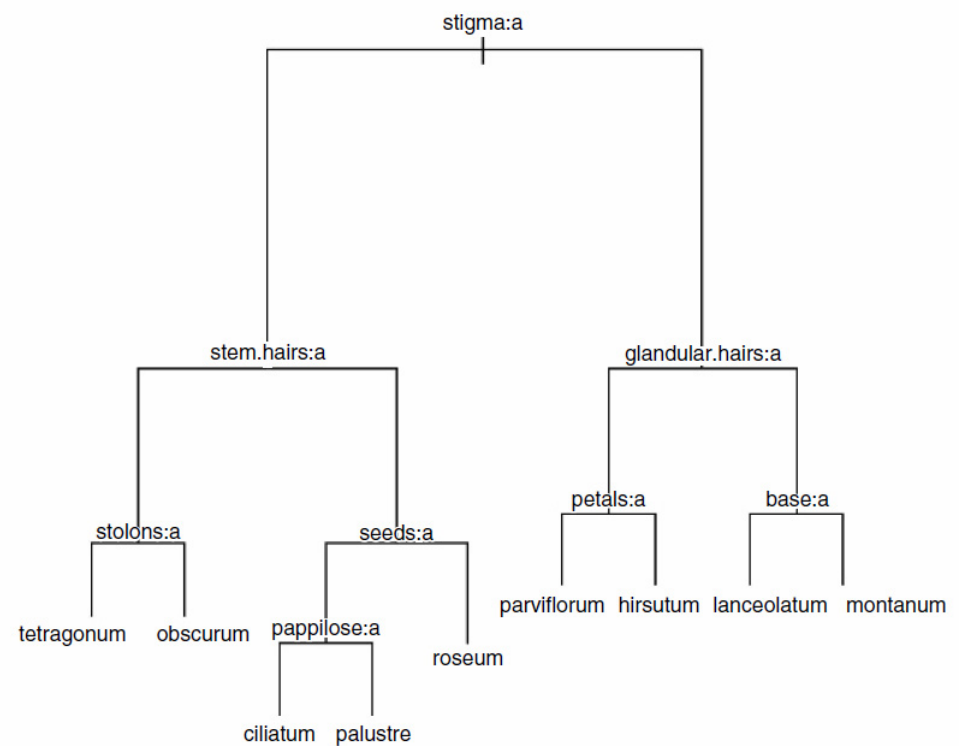 stigma:a
stem.hairs:a
glandular.hairs:a
petals:a
base:a
stolons:a
seeds:a
parviflorum
hirsutum
lanceolatum
montanum
tetragonum
obscurum
pappilose:a
roseum
ciliatum
palustre